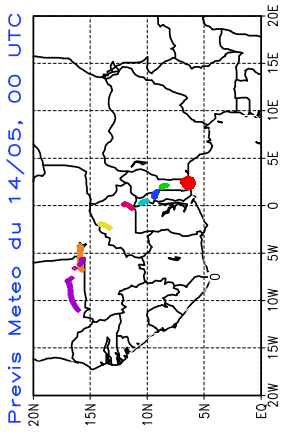 Previs Meteo du 14/05, 00 UTC
20N
15N
10N
5N
EQ
20W
15W
10W
5W
0
5E
10E
15E
20E
0